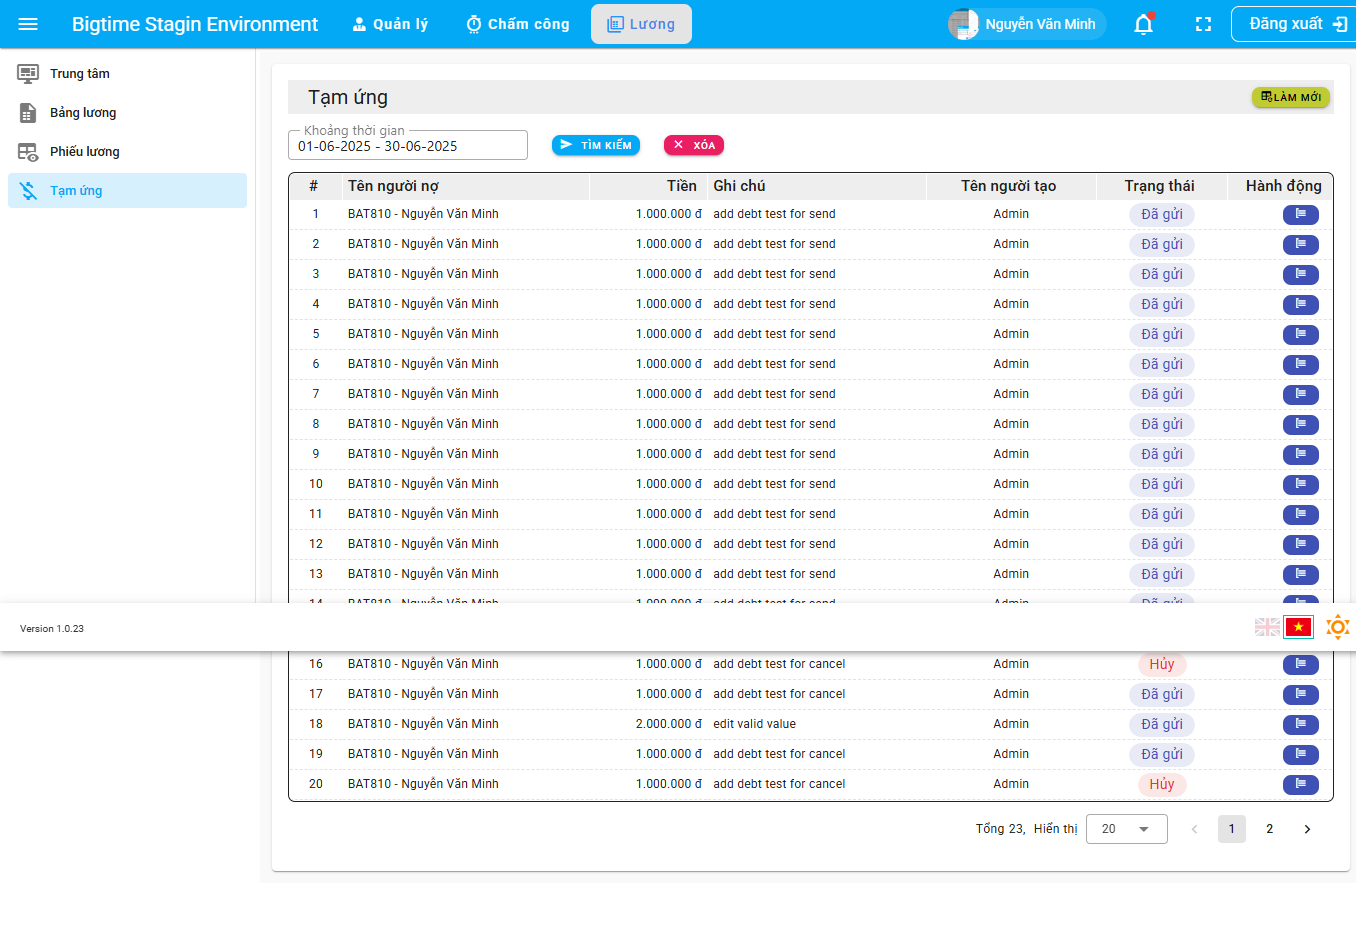 Bigtime Stagin Environment
Quản lý
Chấm công
Lương
Nguyễn Văn Minh
Đăng xuất
Trung tâm
Bảng lương
Phiếu lương
Tạm ứng
Tạm ứng
LÀM MỚI
Khoảng thời gian
01-06-2025 - 30-06-2025
TÌM KIẾM
XÓA
# Tên người nợ Tiền Ghi chú Tên người tạo Trạng thái Hành động
1 BAT810 - Nguyễn Văn Minh 1.000.000 đ add debt test for send Admin Đã gửi
2 BAT810 - Nguyễn Văn Minh 1.000.000 đ add debt test for send Admin Đã gửi
3 BAT810 - Nguyễn Văn Minh 1.000.000 đ add debt test for send Admin Đã gửi
4 BAT810 - Nguyễn Văn Minh 1.000.000 đ add debt test for send Admin Đã gửi
5 BAT810 - Nguyễn Văn Minh 1.000.000 đ add debt test for send Admin Đã gửi
6 BAT810 - Nguyễn Văn Minh 1.000.000 đ add debt test for send Admin Đã gửi
7 BAT810 - Nguyễn Văn Minh 1.000.000 đ add debt test for send Admin Đã gửi
8 BAT810 - Nguyễn Văn Minh 1.000.000 đ add debt test for send Admin Đã gửi
9 BAT810 - Nguyễn Văn Minh 1.000.000 đ add debt test for send Admin Đã gửi
10 BAT810 - Nguyễn Văn Minh 1.000.000 đ add debt test for send Admin Đã gửi
11 BAT810 - Nguyễn Văn Minh 1.000.000 đ add debt test for send Admin Đã gửi
12 BAT810 - Nguyễn Văn Minh 1.000.000 đ add debt test for send Admin Đã gửi
13 BAT810 - Nguyễn Văn Minh 1.000.000 đ add debt test for send Admin Đã gửi
Version 1.0.23
16 BAT810 - Nguyễn Văn Minh 1.000.000 đ add debt test for cancel Admin Hủy
17 BAT810 - Nguyễn Văn Minh 1.000.000 đ add debt test for cancel Admin Đã gửi
18 BAT810 - Nguyễn Văn Minh 2.000.000 đ edit valid value Admin Đã gửi
19 BAT810 - Nguyễn Văn Minh 1.000.000 đ add debt test for cancel Admin Đã gửi
20 BAT810 - Nguyễn Văn Minh 1.000.000 đ add debt test for cancel Admin Hủy
Tổng 23, Hiển thị 20 1 2